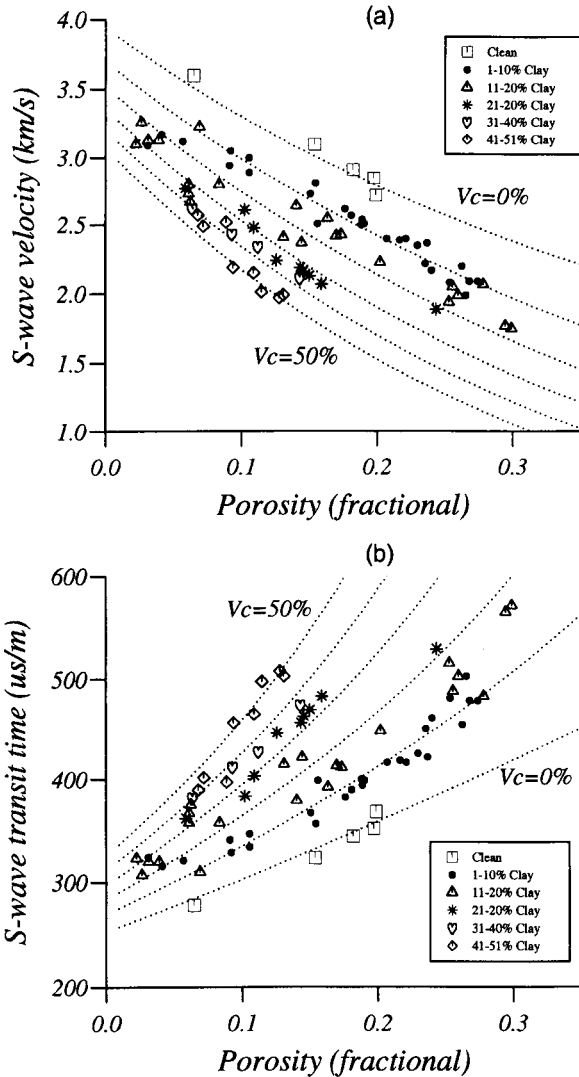 (a)
S-wave velocity (km/s)
4.0
3.5
3.0
2.5
2.0
1.5
1.0
Clean
1-10% Clay
11-20% Clay
21-20% Clay
31-40% Clay
41-51% Clay
Vc=0%
Vc=50%
0.0
0.1
0.2
0.3
Porosity (fractional)
(b)
S-wave transit time (us/m)
600
500
400
300
200
Vc=50%
Vc=0%
Clean
1-10% Clay
11-20% Clay
21-20% Clay
31-40% Clay
41-51% Clay
0.0
0.1
0.2
0.3
Porosity (fractional)